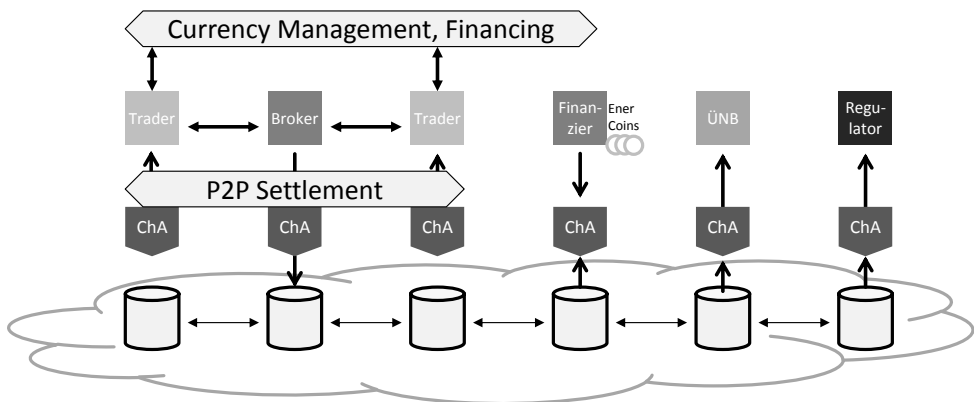 Currency Management, Financing
Trader
Broker
Trader
Finan-
zier
Ener
Coins
ÜNB
Regu-
lator
P2P Settlement
ChA
ChA
ChA
ChA
ChA
ChA